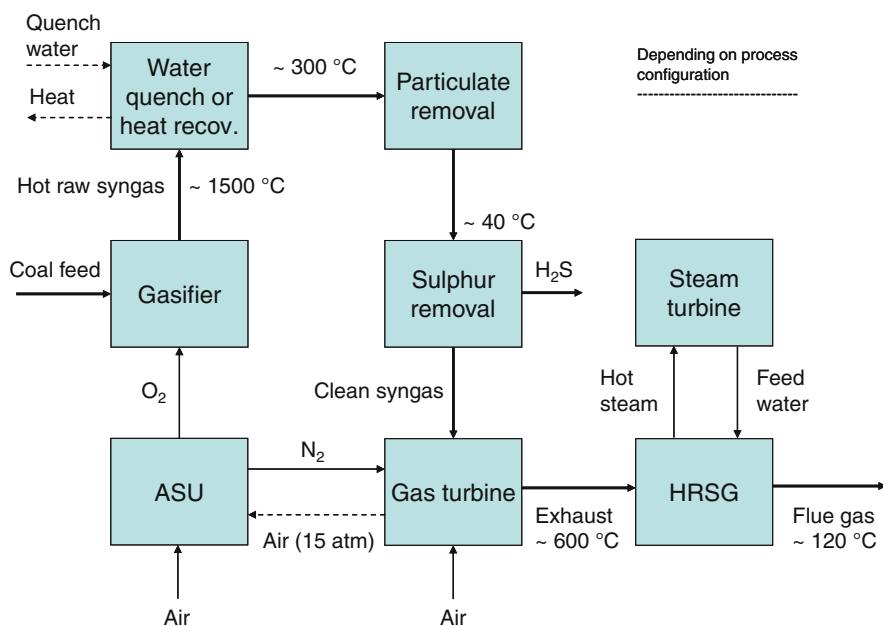 Quench
water
Heat
Water
quench or
heat recov.
~ 300 °C
Particulate
removal
Depending on process
configuration
Hot raw syngas
~ 1500 °C
~ 40 °C
Coal feed
Gasifier
Sulphur
removal
H₂S
Steam
turbine
O₂
Clean syngas
Hot
steam
Feed
water
ASU
N₂
Air (15 atm)
Gas turbine
Exhaust
~ 600 °C
HRSG
Flue gas
~ 120 °C
Air
Air